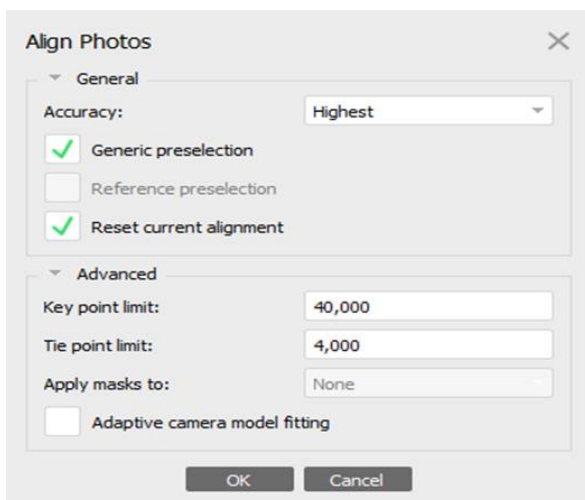 Align Photos
General
Accuracy: Highest
Generic preselection
Reference preselection
Reset current alignment
Advanced
Key point limit: 40,000
Tie point limit: 4,000
Apply masks to: None
Adaptive camera model fitting
OK Cancel